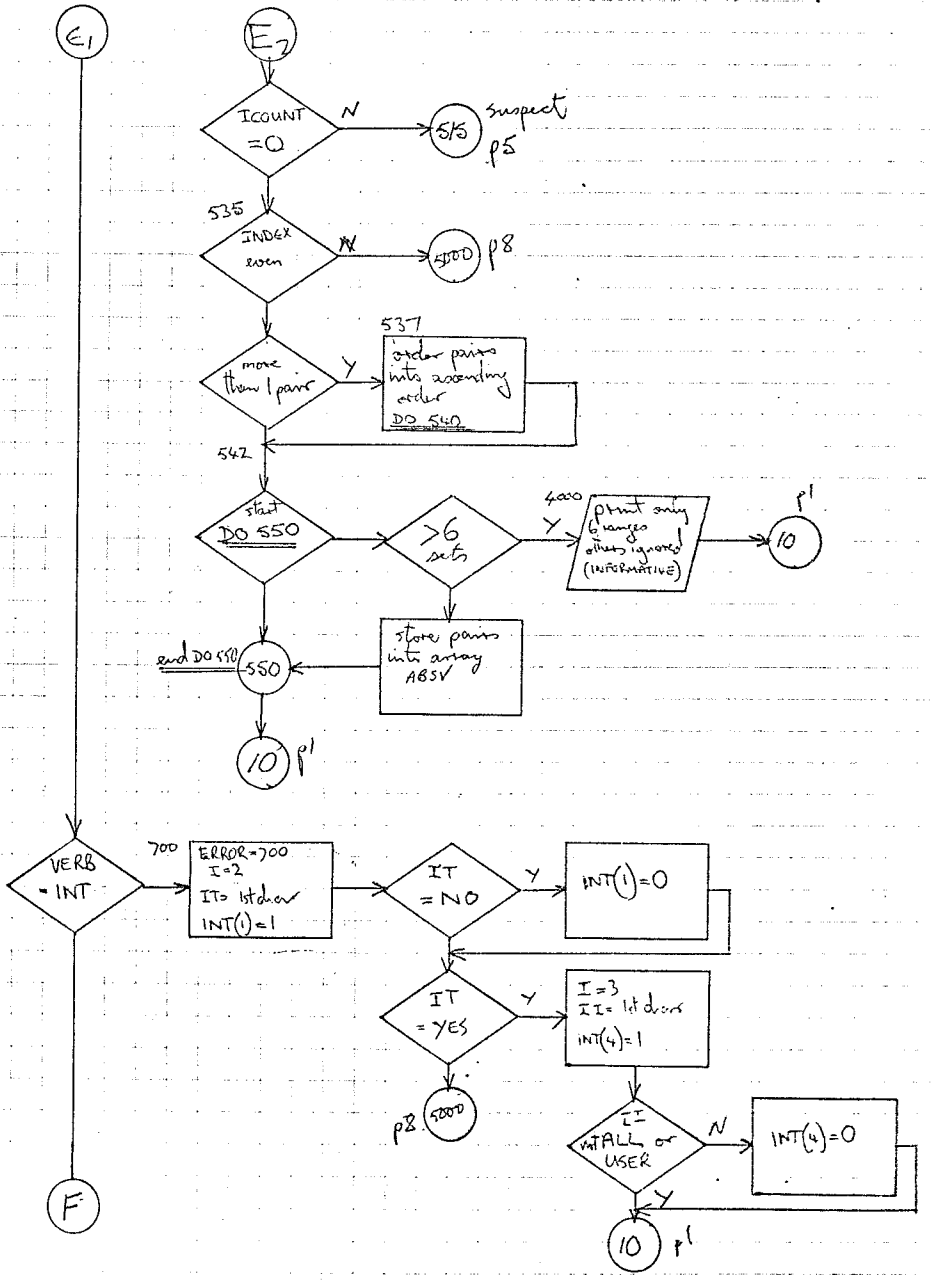 E1
E2
ICOUNT
=0
N
515
suspect
p5
535
INDEX
even
N
5000
p8
more
than 1 pair
Y
537
order pairs
into ascending
order
DO 540
542
start
DO 550
>6
sets
Y
4000
print only
6 ranges
others ignored
(INFORMATIVE)
p1
10
store pairs
into array
ABSV
end DO 550
550
10
p1
VERB
= INT
700
ERROR=700
I=2
IT= 1st char
INT(1)=1
IT
= NO
Y
INT(1)=0
IT
= YES
Y
I=3
II= 1st char
INT(4)=1
p8
5000
II
ALL or
USER
N
INT(4)=0
Y
10
p1
F